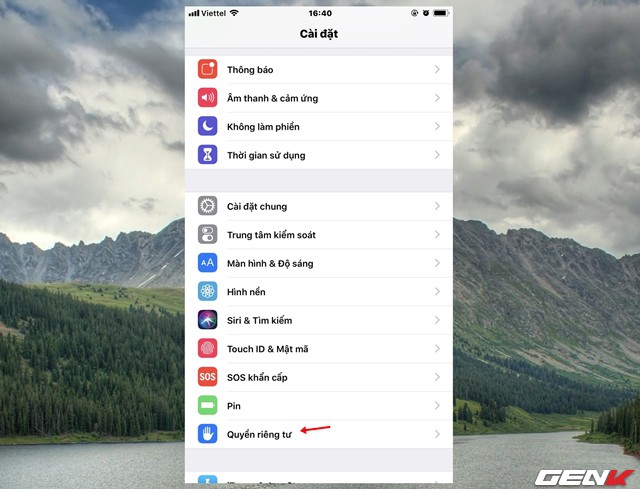 Viettel 16:40
Cài đặt
Thông báo
Âm thanh & cảm ứng
Không làm phiền
Thời gian sử dụng
Cài đặt chung
Trung tâm kiểm soát
AA Màn hình & Độ sáng
Hình nền
Siri & Tìm kiếm
Touch ID & Mật mã
SOS SOS khẩn cấp
Pin
Quyền riêng tư
GENK